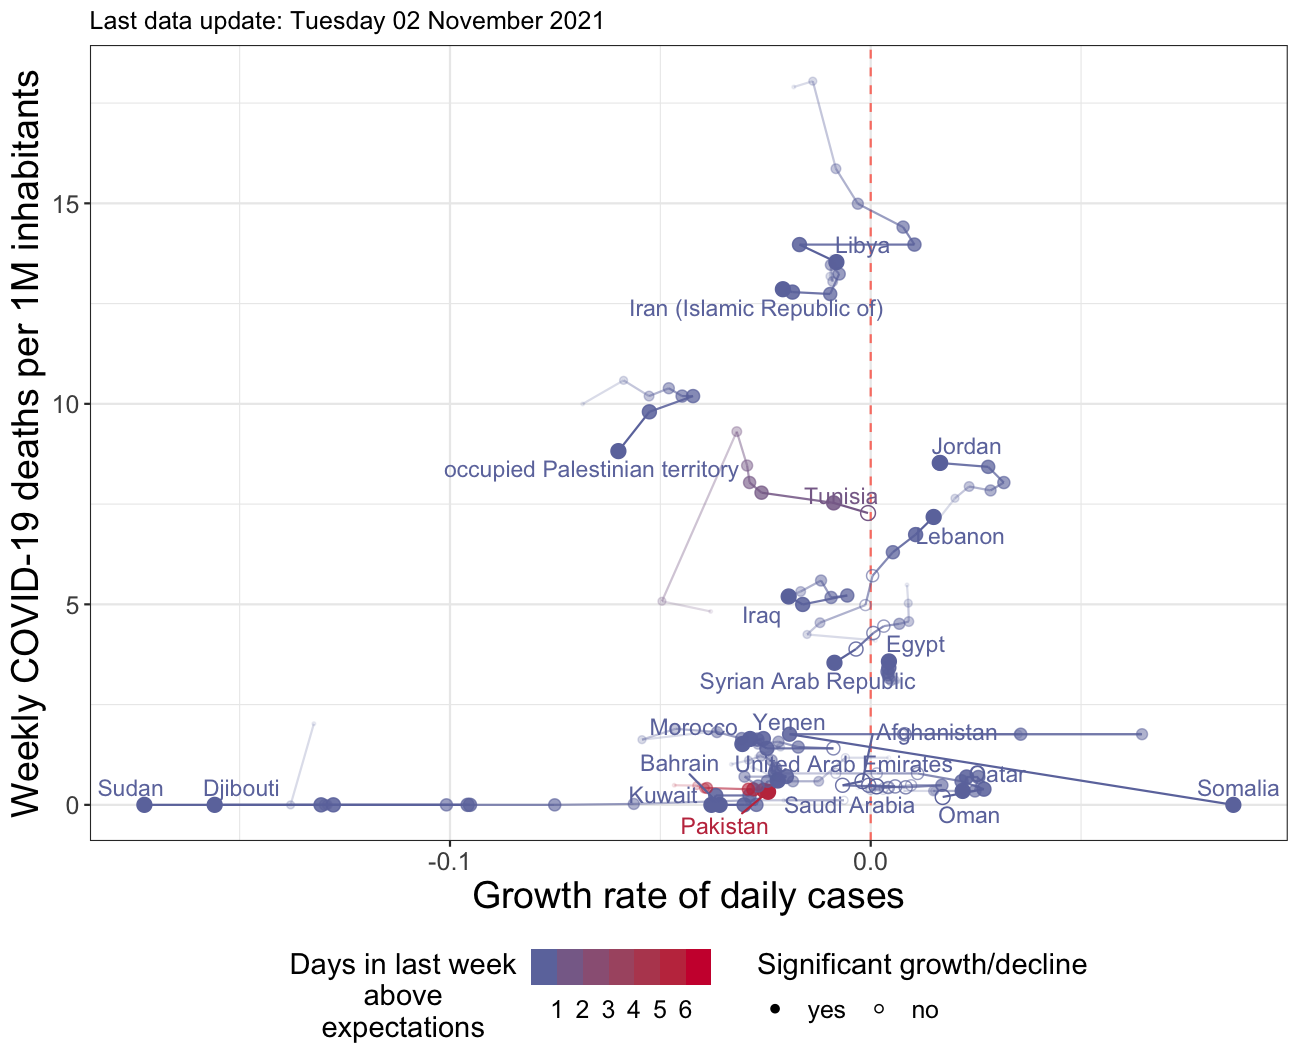 Last data update: Tuesday 02 November 2021
Weekly COVID-19 deaths per 1M inhabitants
15
10
5
0
Libya
Iran (Islamic Republic of)
occupied Palestinian territory
Jordan
Tunisia
Lebanon
Iraq
Egypt
Syrian Arab Republic
Morocco
Yemen
Afghanistan
Bahrain
United Arab Emirates
Qatar
Sudan
Djibouti
Kuwait
Saudi Arabia
Somalia
Oman
Pakistan
-0.1
0.0
Growth rate of daily cases
Days in last week
above
expectations
1 2 3 4 5 6
Significant growth/decline
yes no